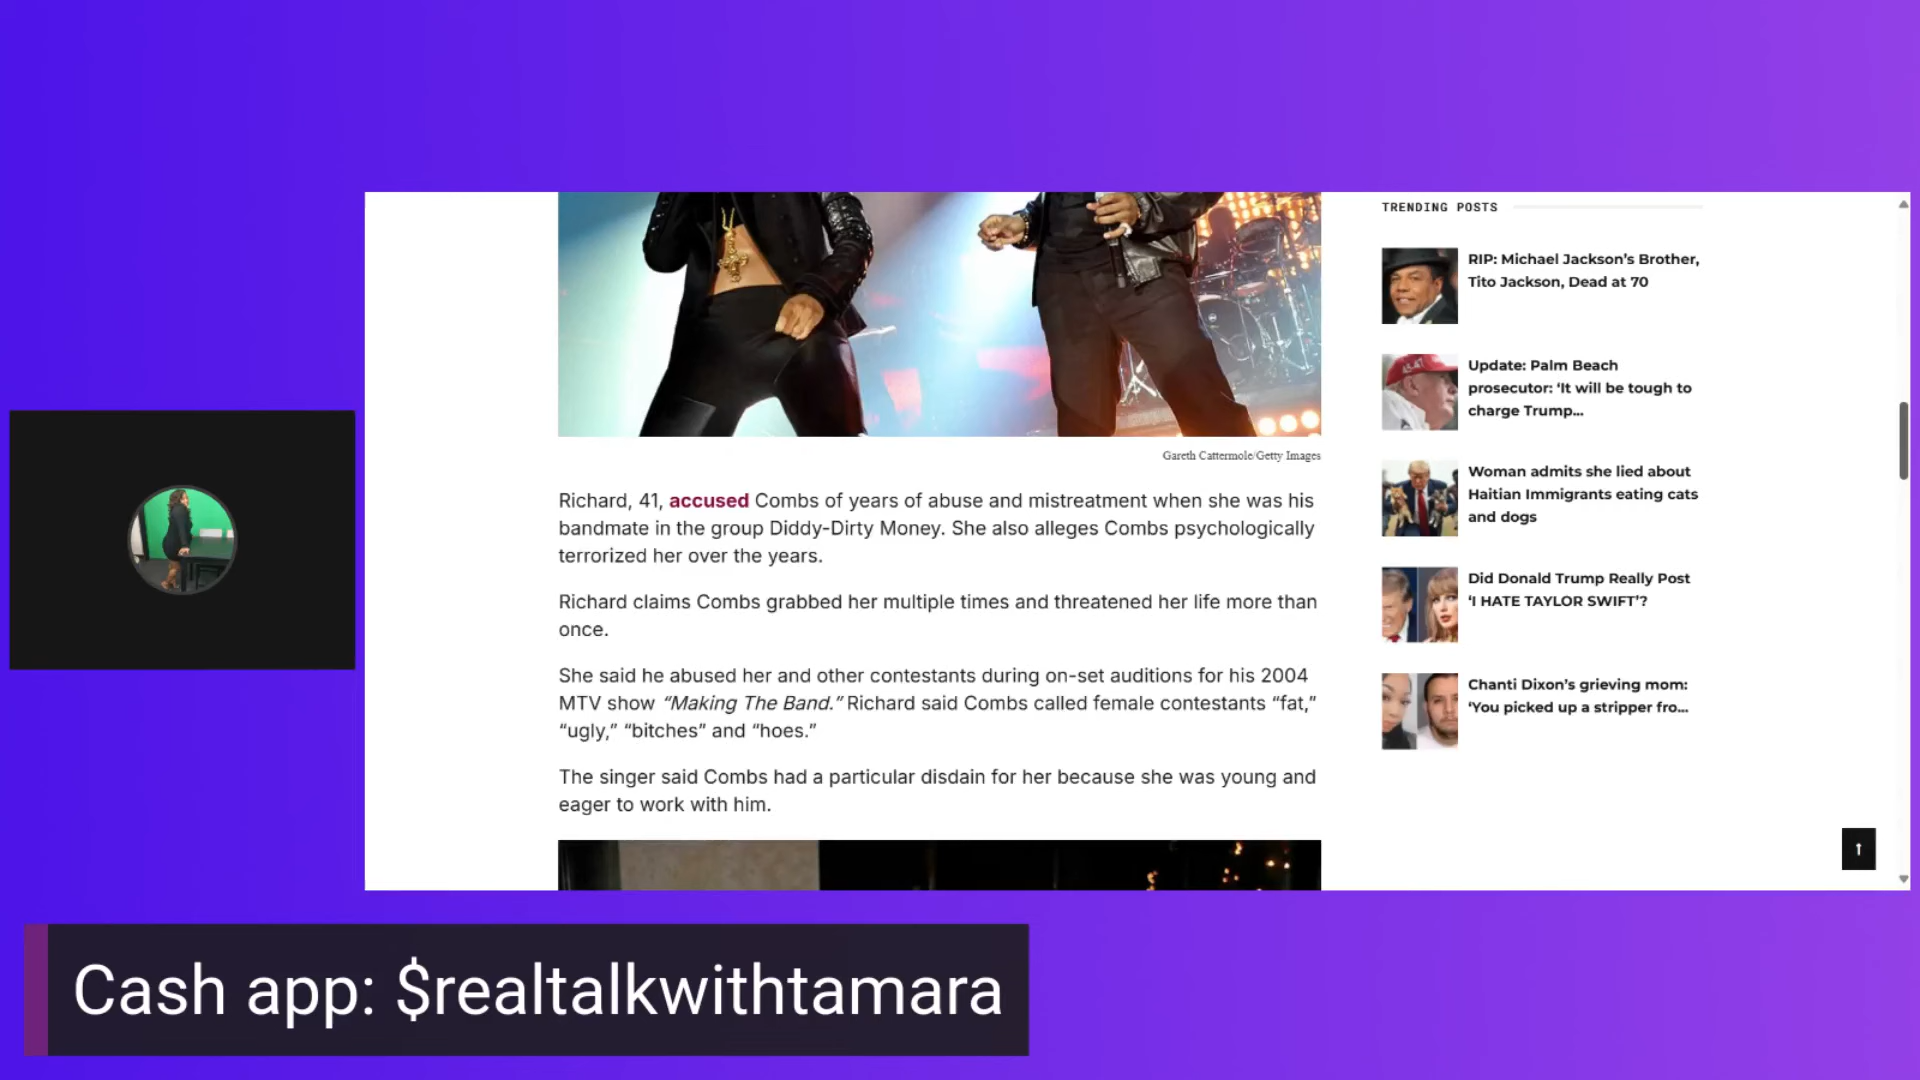 TRENDING POSTS
RIP: Michael Jackson’s Brother,
Tito Jackson, Dead at 70
Update: Palm Beach
prosecutor: ‘It will be tough to
charge Trump...
Woman admits she lied about
Haitian Immigrants eating cats
and dogs
Did Donald Trump Really Post
‘I HATE TAYLOR SWIFT’?
Chanti Dixon’s grieving mom:
‘You picked up a stripper fro...
Gareth Cattermole/Getty Images
Richard, 41, accused Combs of years of abuse and mistreatment when she was his
bandmate in the group Diddy-Dirty Money. She also alleges Combs psychologically
terrorized her over the years.
Richard claims Combs grabbed her multiple times and threatened her life more than
once.
She said he abused her and other contestants during on-set auditions for his 2004
MTV show “Making The Band.” Richard said Combs called female contestants “fat,”
“ugly,” “bitches” and “hoes.”
The singer said Combs had a particular disdain for her because she was young and
eager to work with him.
Cash app: $realtalkwithtamara